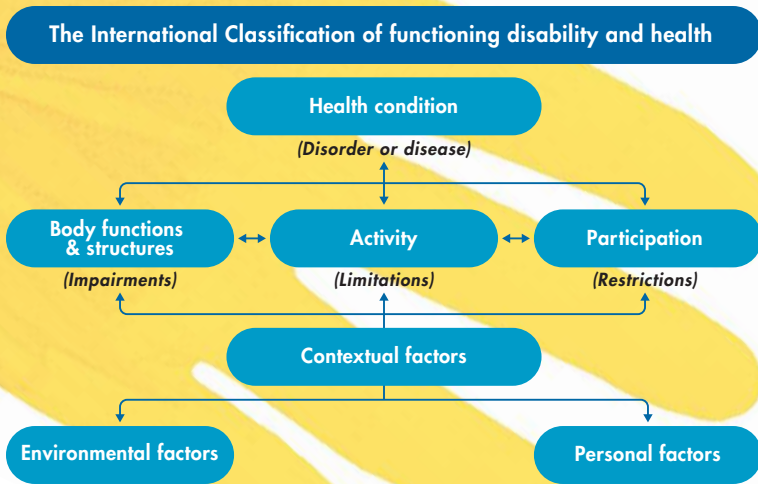 The International Classification of functioning disability and health
Health condition
(Disorder or disease)
Body functions
& structures
Activity
Participation
(Impairments)
(Limitations)
(Restrictions)
Contextual factors
Environmental factors
Personal factors